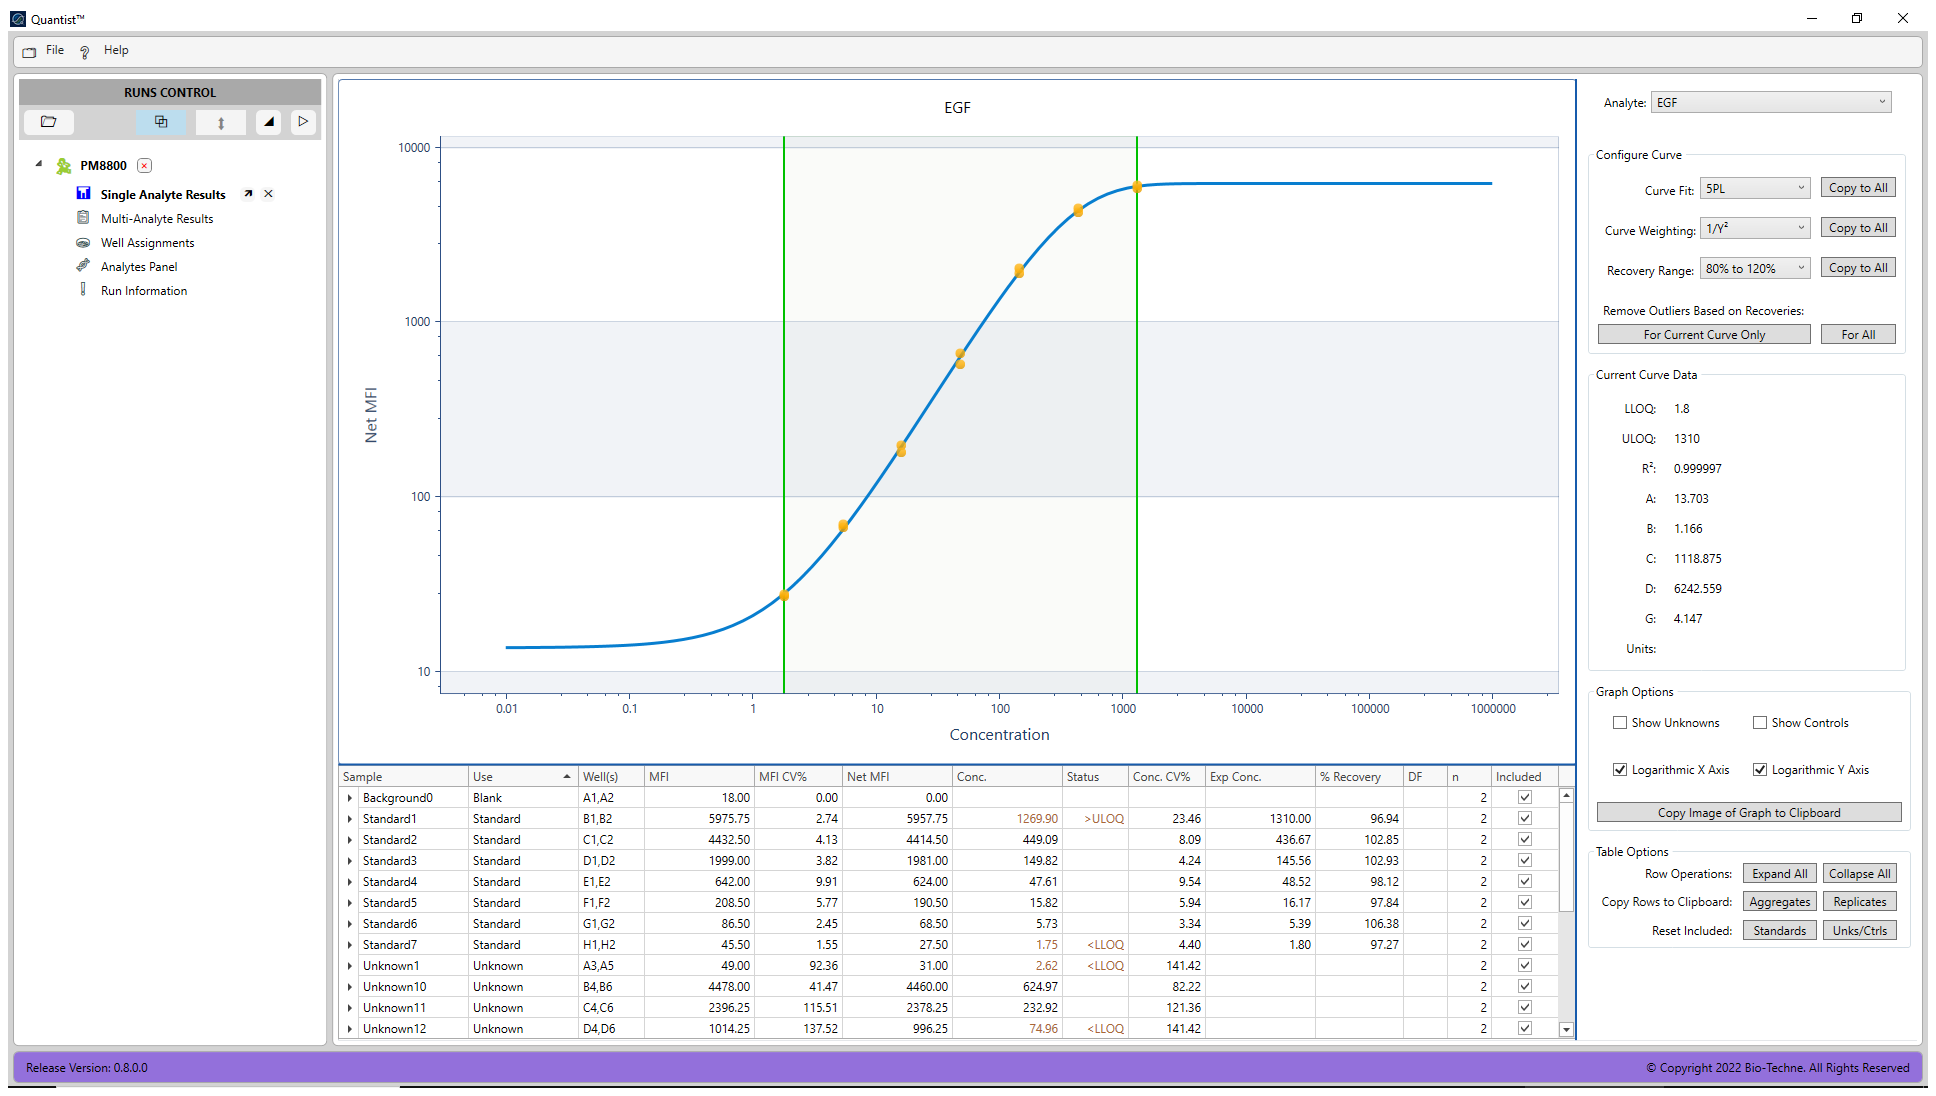 Quantist™
File
Help
RUNS CONTROL
PM8800
Single Analyte Results
Multi-Analyte Results
Well Assignments
Analytes Panel
Run Information
EGF
Net MFI
10000
1000
100
10
0.01 0.1 1 10 100 1000 10000 100000 1000000
Concentration
Sample Use Well(s) MFI MFI CV% Net MFI Conc. Status Conc. CV% Exp Conc. % Recovery DF n Included
Background0 Blank A1,A2 18.00 0.00 0.00 2
Standard1 Standard B1,B2 5975.75 2.74 5957.75 1269.90 >ULOQ 23.46 1310.00 96.94 2
Standard2 Standard C1,C2 4432.50 4.13 4414.50 449.09 8.09 436.67 102.85 2
Standard3 Standard D1,D2 1999.00 3.82 1981.00 149.82 4.24 145.56 102.93 2
Standard4 Standard E1,E2 642.00 9.91 624.00 47.61 9.54 48.52 98.12 2
Standard5 Standard F1,F2 208.50 5.77 190.50 15.82 5.94 16.17 97.84 2
Standard6 Standard G1,G2 86.50 2.45 68.50 5.73 3.34 5.39 106.38 2
Standard7 Standard H1,H2 45.50 1.55 27.50 1.75 <LLOQ 4.40 1.80 97.27 2
Unknown1 Unknown A3,A5 49.00 92.36 31.00 2.62 <LLOQ 141.42 2
Unknown10 Unknown B4,B6 4478.00 41.47 4460.00 624.97 82.22 2
Unknown11 Unknown C4,C6 2396.25 115.51 2378.25 232.92 121.36 2
Unknown12 Unknown D4,D6 1014.25 137.52 996.25 74.96 <LLOQ 141.42 2
Analyte: EGF
Configure Curve
Curve Fit: 5PL Copy to All
Curve Weighting: 1/Y² Copy to All
Recovery Range: 80% to 120% Copy to All
Remove Outliers Based on Recoveries:
For Current Curve Only For All
Current Curve Data
LLOQ: 1.8
ULOQ: 1310
R²: 0.999997
A: 13.703
B: 1.166
C: 1118.875
D: 6242.559
G: 4.147
Units:
Graph Options
Show Unknowns Show Controls
Logarithmic X Axis Logarithmic Y Axis
Copy Image of Graph to Clipboard
Table Options
Row Operations: Expand All Collapse All
Copy Rows to Clipboard: Aggregates Replicates
Reset Included: Standards Unks/Ctrls
Release Version: 0.8.0.0
© Copyright 2022 Bio-Techne. All Rights Reserved